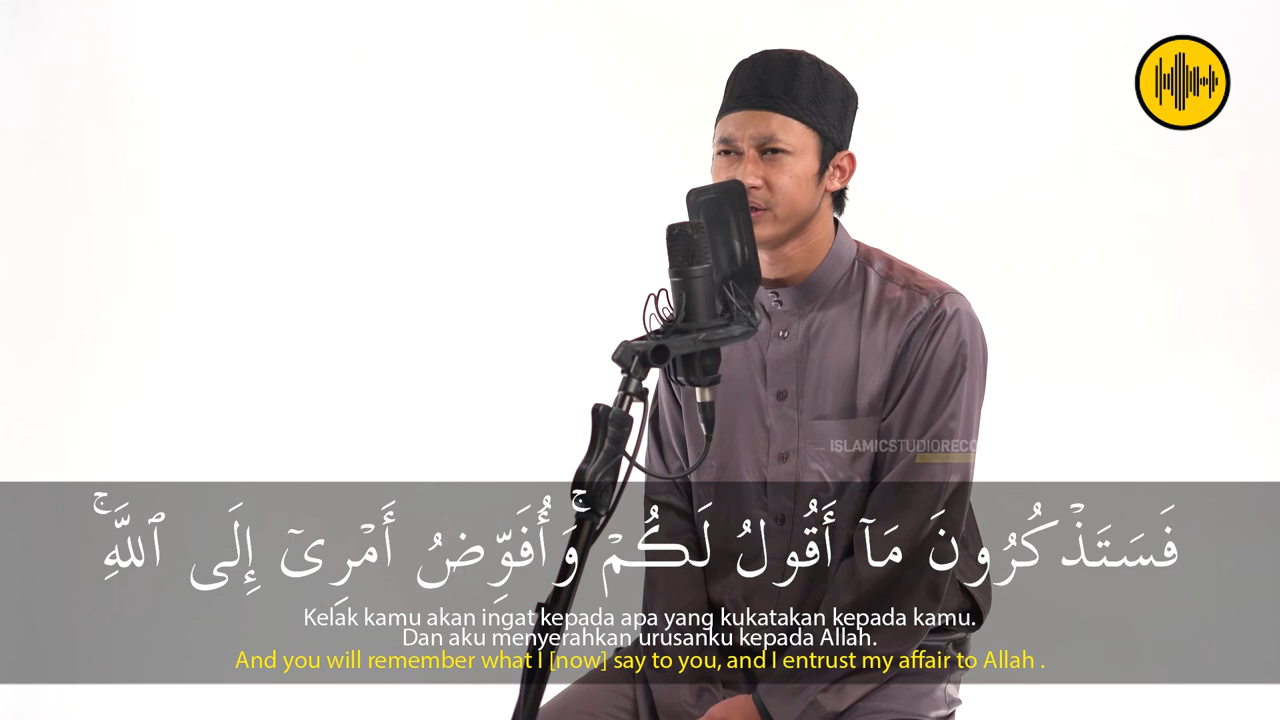 ISLAMICSTUDIORECO
فَسَتَذْكُرُونَ مَآ أَقُولُ لَكُمْ ۚ وَأُفَوِّضُ أَمْرِىٓ إِلَى ٱللَّهِ ۚ
Kelak kamu akan ingat kepada apa yang kukatakan kepada kamu.
Dan aku menyerahkan urusanku kepada Allah.
And you will remember what I [now] say to you, and I entrust my affair to Allah .